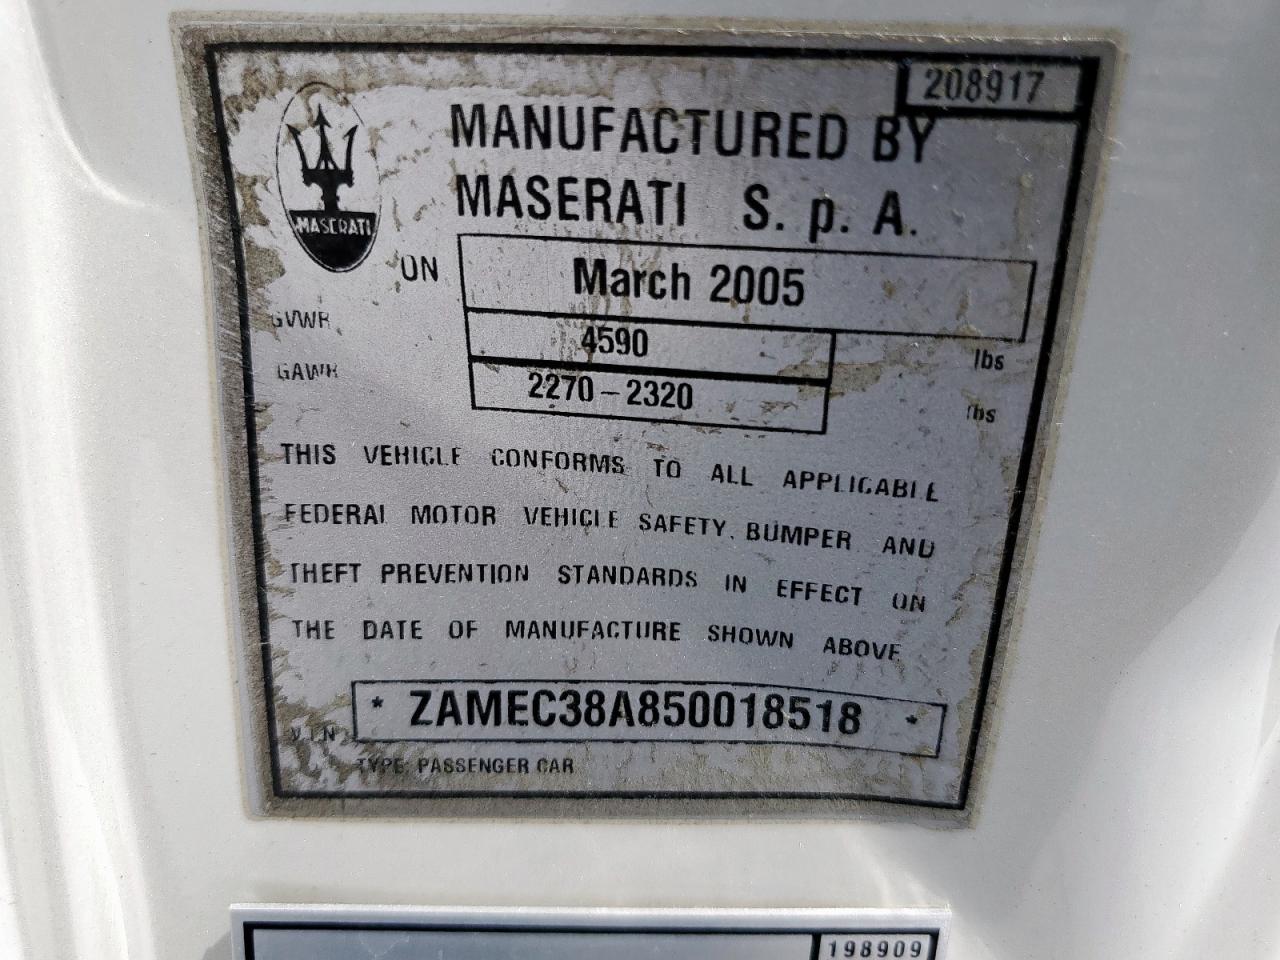 208917
MANUFACTURED BY
MASERATI S. p. A.
MASERATI
ON March 2005
GVWR 4590 lbs
GAWR 2270-2320 lbs
THIS VEHICLE CONFORMS TO ALL APPLICABLE
FEDERAL MOTOR VEHICLE SAFETY, BUMPER AND
THEFT PREVENTION STANDARDS IN EFFECT ON
THE DATE OF MANUFACTURE SHOWN ABOVE
V.I.N. * ZAMEC38A850018518 *
TYPE: PASSENGER CAR
198909